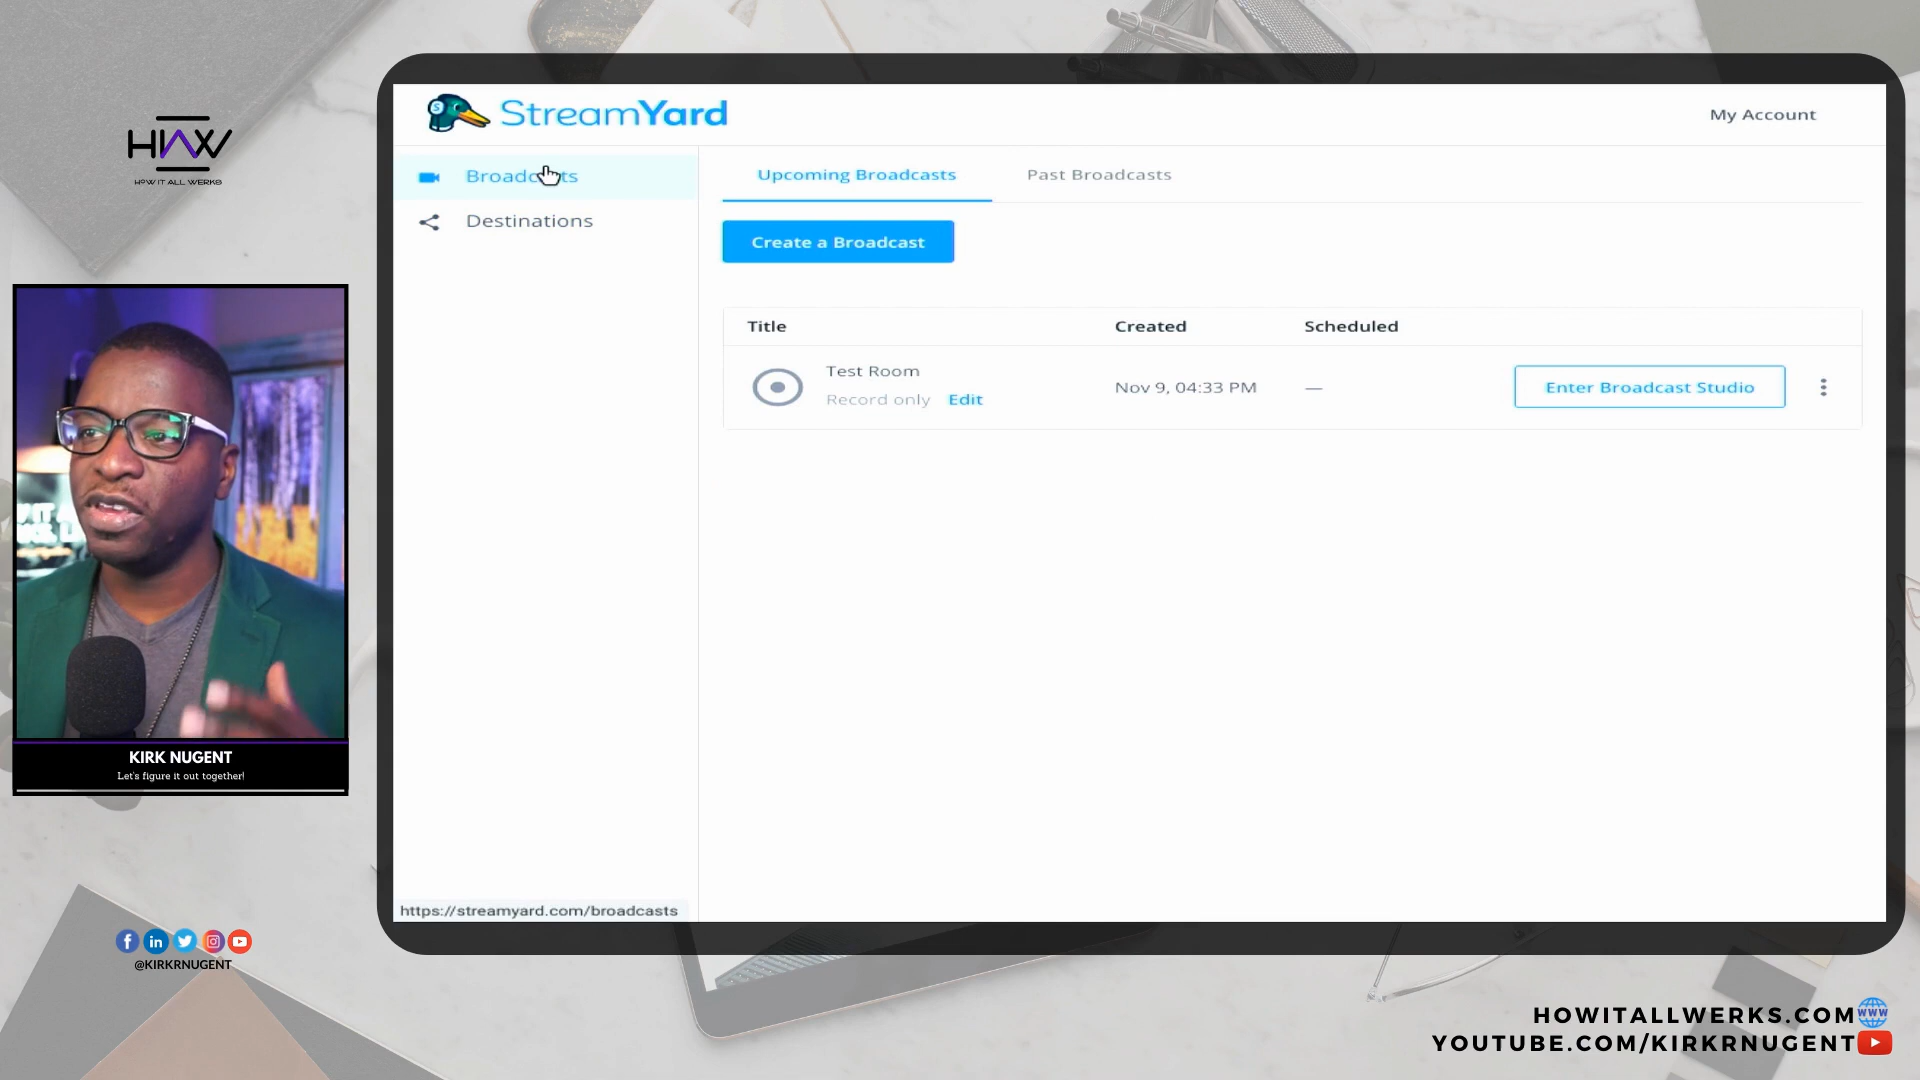 HIAW
HOW IT ALL WERKS
KIRK NUGENT
Let's figure it out together!
@KIRKRNUGENT
StreamYard
My Account
Broadcasts
Destinations
Upcoming Broadcasts
Past Broadcasts
Create a Broadcast
Title Created Scheduled
Test Room
Record only Edit
Nov 9, 04:33 PM
—
Enter Broadcast Studio
https://streamyard.com/broadcasts
HOWITALLWERKS.COM
YOUTUBE.COM/KIRKRNUGENT